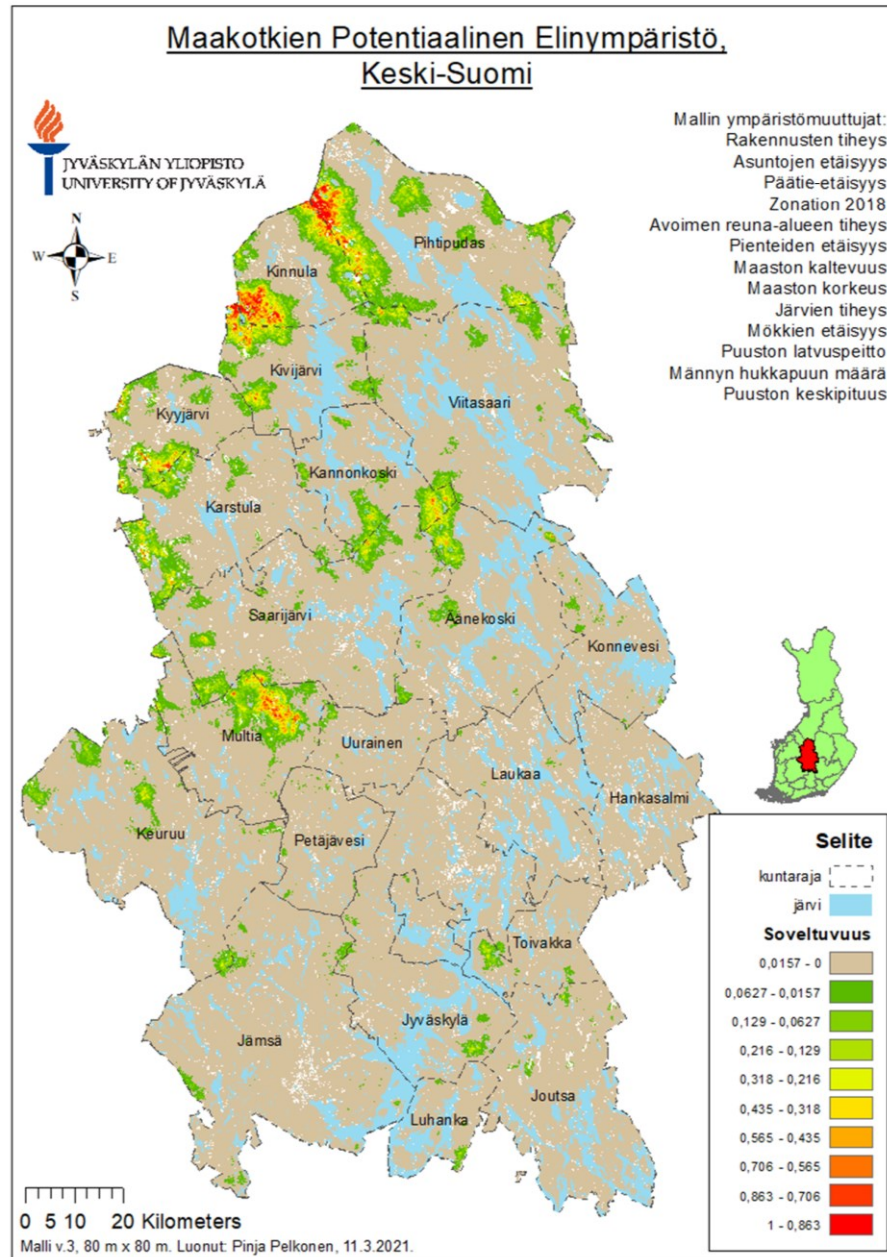 Maakotkien Potentiaalinen Elinympäristö,
Keski-Suomi
JYVÄSKYLÄN YLIOPISTO
UNIVERSITY OF JYVÄSKYLÄ
Mallin ympäristömuuttujat:
Rakennusten tiheys
Asuntojen etäisyys
Päätie-etäisyys
Zonation 2018
Avoimen reuna-alueen tiheys
Pienteiden etäisyys
Maaston kaltevuus
Maaston korkeus
Järvien tiheys
Mökkien etäisyys
Puuston latvuspeitto
Männyn hukkapuun määrä
Puuston keskipituus
N
W
E
S
Pihtipudas
Kinnula
Kivijärvi
Viitasaari
Kyyjärvi
Kannonkoski
Karstula
Saarijärvi
Äänekoski
Konnevesi
Multia
Uurainen
Laukaa
Hankasalmi
Keuruu
Petäjävesi
Toivakka
Jyväskylä
Jämsä
Joutsa
Luhanka
Selite
kuntaraja
järvi
Soveltuvuus
0,0157 - 0
0,0627 - 0,0157
0,129 - 0,0627
0,216 - 0,129
0,318 - 0,216
0,435 - 0,318
0,565 - 0,435
0,706 - 0,565
0,863 - 0,706
1 - 0,863
0 5 10 20 Kilometers
Malli v.3, 80 m x 80 m. Luonut: Pinja Pelkonen, 11.3.2021.